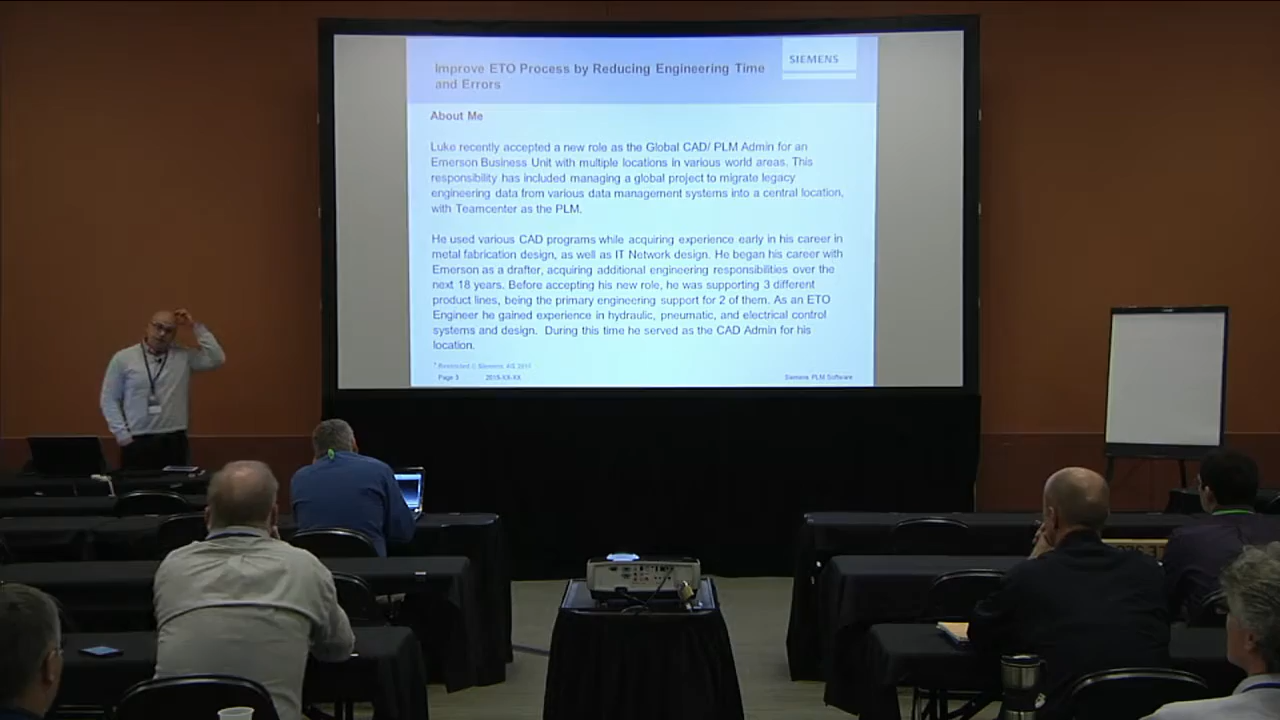 Improve ETO Process by Reducing Engineering Time
and Errors
SIEMENS
About Me
Luke recently accepted a new role as the Global CAD/ PLM Admin for an
Emerson Business Unit with multiple locations in various world areas. This
responsibility has included managing a global project to migrate legacy
engineering data from various data management systems into a central location,
with Teamcenter as the PLM.
He used various CAD programs while acquiring experience early in his career in
metal fabrication design, as well as IT Network design. He began his career with
Emerson as a drafter, acquiring additional engineering responsibilities over the
next 18 years. Before accepting his new role, he was supporting 3 different
product lines, being the primary engineering support for 2 of them. As an ETO
Engineer he gained experience in hydraulic, pneumatic, and electrical control
systems and design. During this time he served as the CAD Admin for his
location.
Restricted © Siemens AG 2015
Page 3 2015-XX-XX Siemens PLM Software